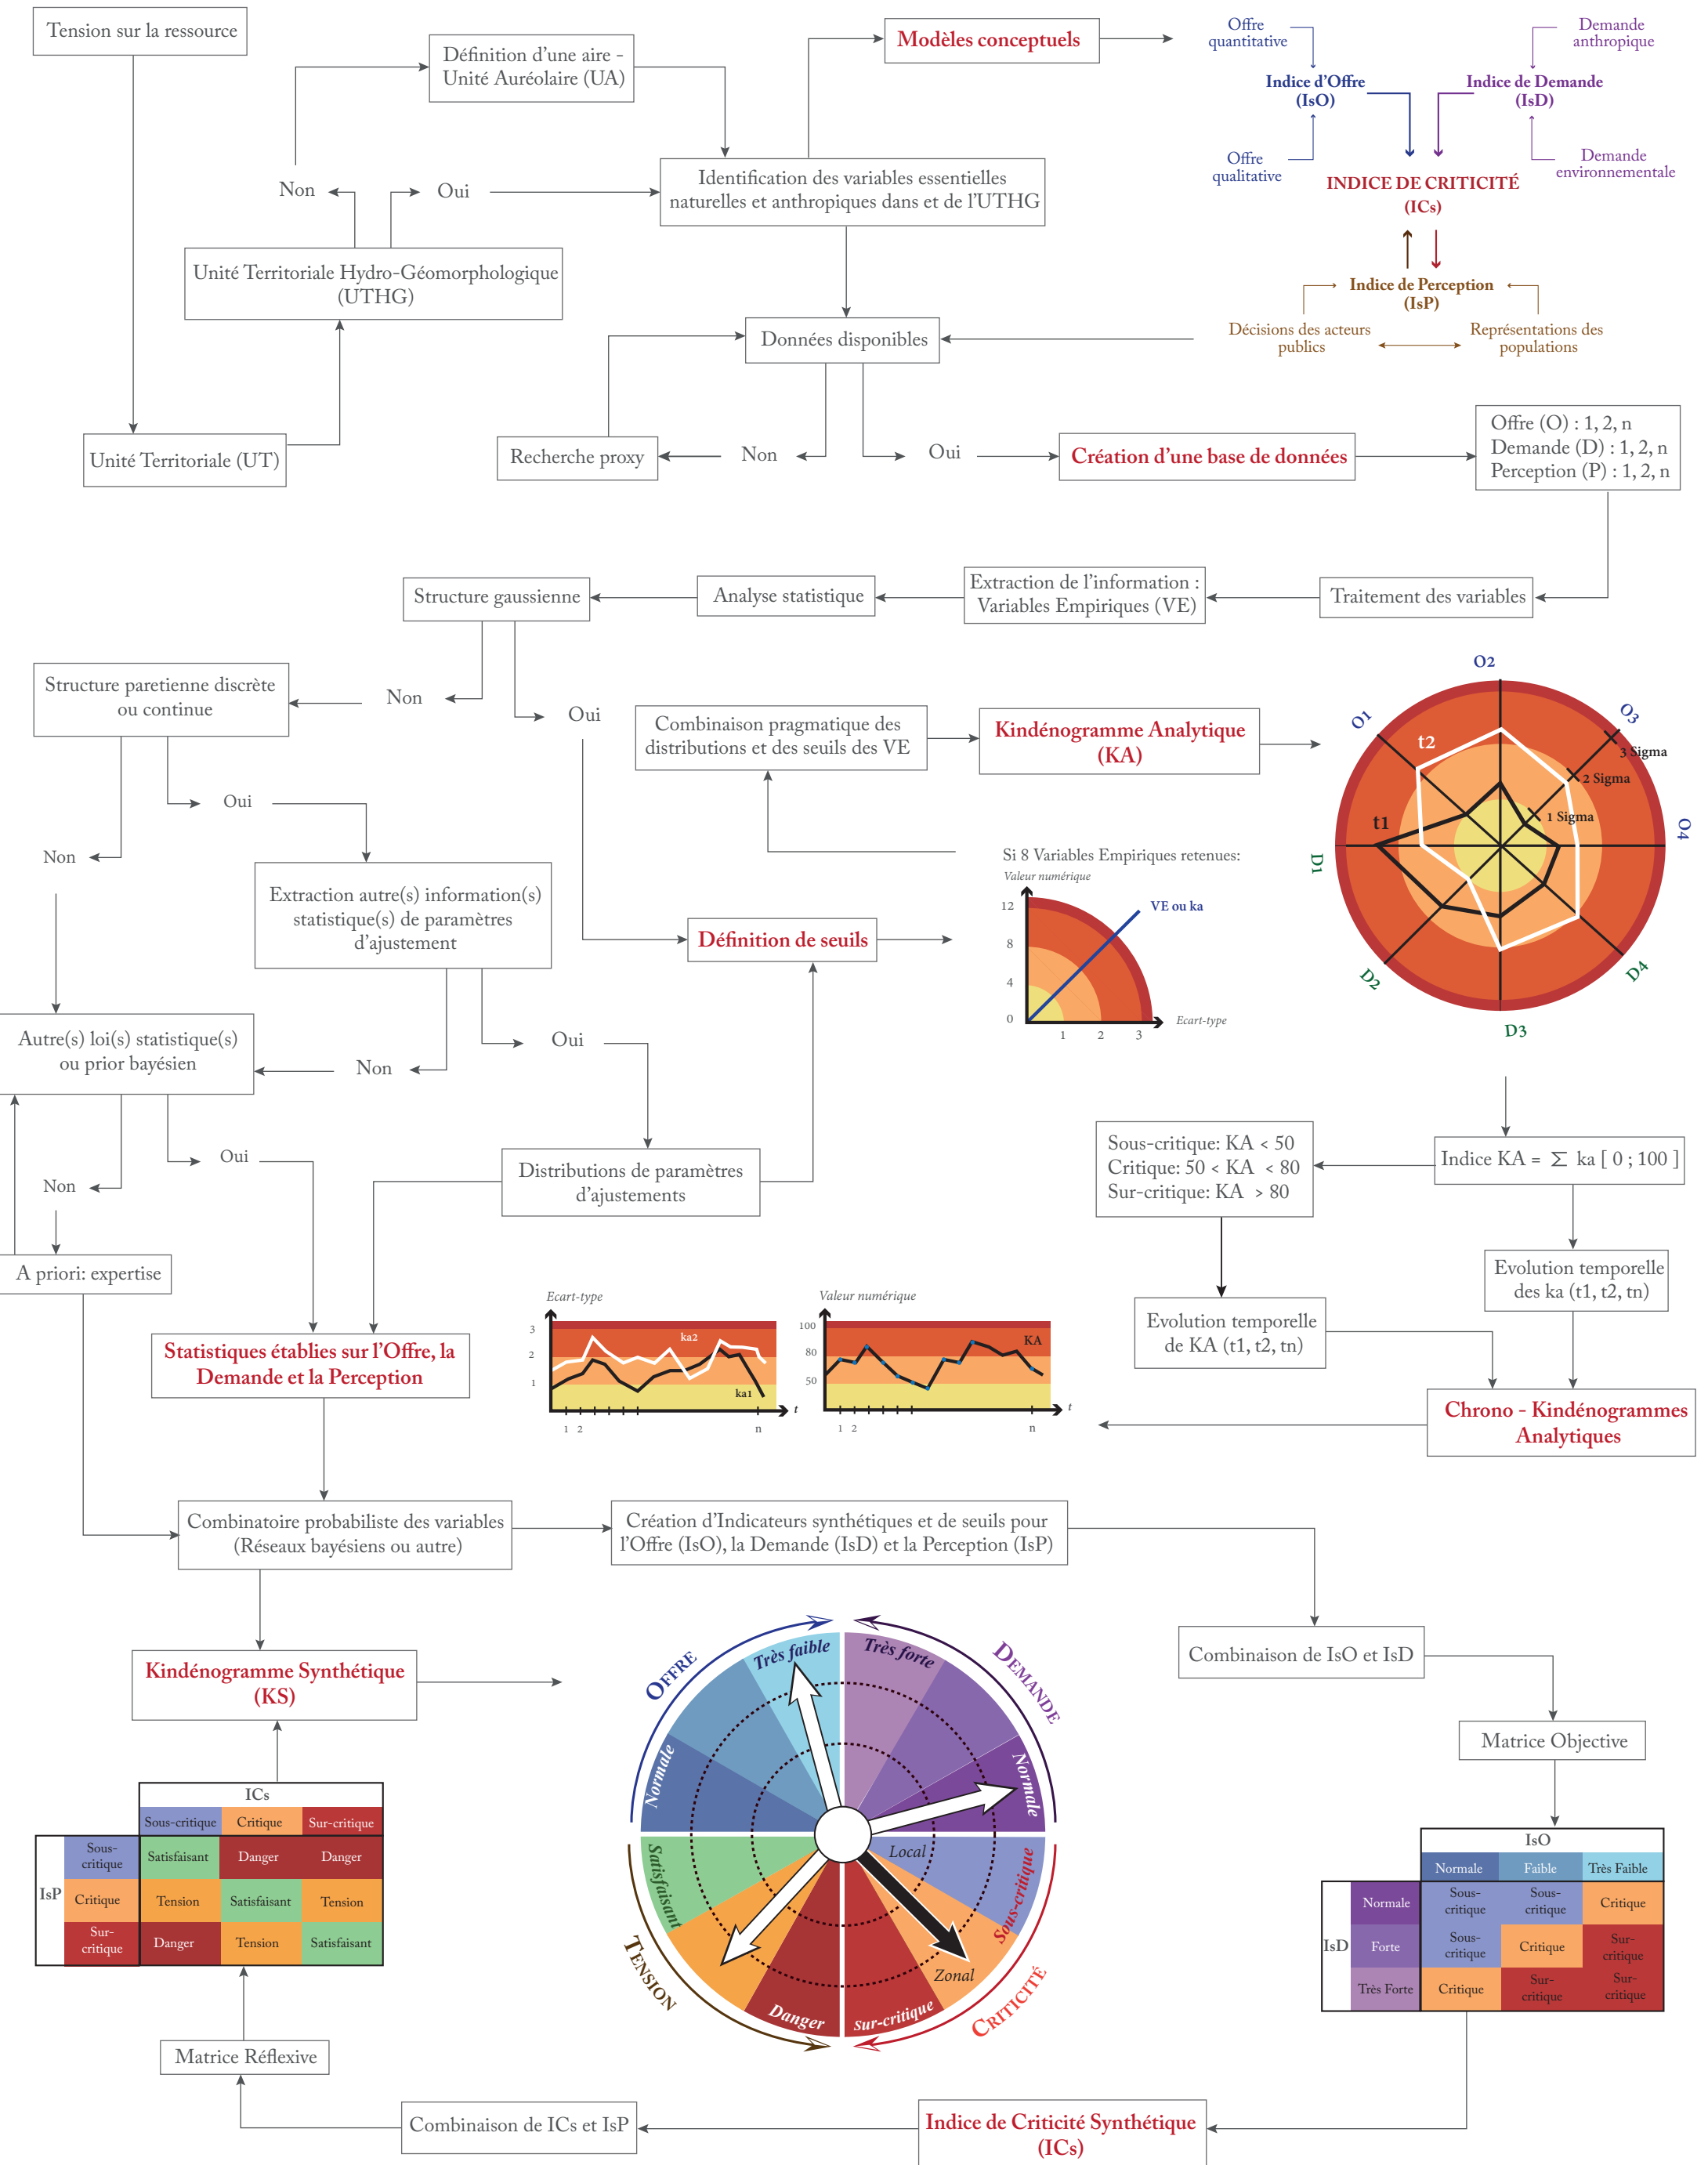 Tension sur la ressource
Définition d'une aire -
Unité Auréolaire (UA)
Modèles conceptuels
Offre
quantitative
Demande
anthropique
Indice d'Offre
(IsO)
Indice de Demande
(IsD)
Offre
qualitative
Demande
environnementale
INDICE DE CRITICITÉ
(ICs)
Indice de Perception
(IsP)
Décisions des acteurs
publics
Représentations des
populations
Non
Oui
Identification des variables essentielles
naturelles et anthropiques dans et de l'UTHG
Unité Territoriale Hydro-Géomorphologique
(UTHG)
Données disponibles
Unité Territoriale (UT)
Recherche proxy
Non
Oui
Création d'une base de données
Offre (O) : 1, 2, n
Demande (D) : 1, 2, n
Perception (P) : 1, 2, n
Structure gaussienne
Analyse statistique
Extraction de l'information :
Variables Empiriques (VE)
Traitement des variables
Structure paretienne discrète
ou continue
Non
Oui
Combinaison pragmatique des
distributions et des seuils des VE
Kindénogramme Analytique
(KA)
O1
O2
O3
O4
D1
D2
D3
D4
t2
t1
3 Sigma
2 Sigma
1 Sigma
Oui
Non
Extraction autre(s) information(s)
statistique(s) de paramètres
d'ajustement
Définition de seuils
Si 8 Variables Empiriques retenues:
Valeur numérique
VE ou ka
12
8
4
0
1 2 3
Ecart-type
Autre(s) loi(s) statistique(s)
ou prior bayésien
Non
Oui
Oui
Non
Distributions de paramètres
d'ajustements
Sous-critique: KA < 50
Critique: 50 < KA < 80
Sur-critique: KA > 80
Indice KA = Σ ka [ 0 ; 100 ]
A priori: expertise
Evolution temporelle
des ka (t1, t2, tn)
Evolution temporelle
de KA (t1, t2, tn)
Ecart-type
3
2
1
ka2
ka1
t
1 2 n
Valeur numérique
100
80
50
KA
t
1 2 n
Statistiques établies sur l'Offre, la
Demande et la Perception
Chrono - Kindénogrammes
Analytiques
Combinatoire probabiliste des variables
(Réseaux bayésiens ou autre)
Création d'Indicateurs synthétiques et de seuils pour
l'Offre (IsO), la Demande (IsD) et la Perception (IsP)
Kindénogramme Synthétique
(KS)
OFFRE
Très faible
Normale
DEMANDE
Très forte
Normale
Satisfaisant
Danger
TENSION
Local
Zonal
Sous-critique
Sur-critique
CRITICITÉ
Combinaison de IsO et IsD
Matrice Objective
ICs
Sous-critique Critique Sur-critique
IsP
Sous-
critique
Satisfaisant Danger Danger
Critique Tension Satisfaisant Tension
Sur-
critique
Danger Tension Satisfaisant
IsO
Normale Faible Très Faible
IsD
Normale
Sous-
critique
Sous-
critique
Critique
Forte
Sous-
critique
Critique
Sur-
critique
Très Forte
Critique
Sur-
critique
Sur-
critique
Matrice Réflexive
Combinaison de ICs et IsP
Indice de Criticité Synthétique
(ICs)